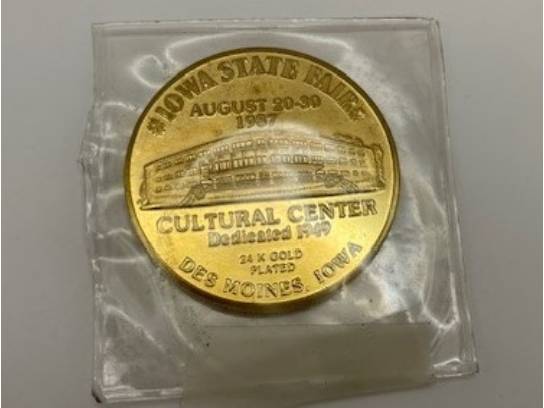 IOWA STATE FAIR
AUGUST 20-30
1987
CULTURAL CENTER
Dedicated 1949
24 K GOLD
PLATED
DES MOINES, IOWA